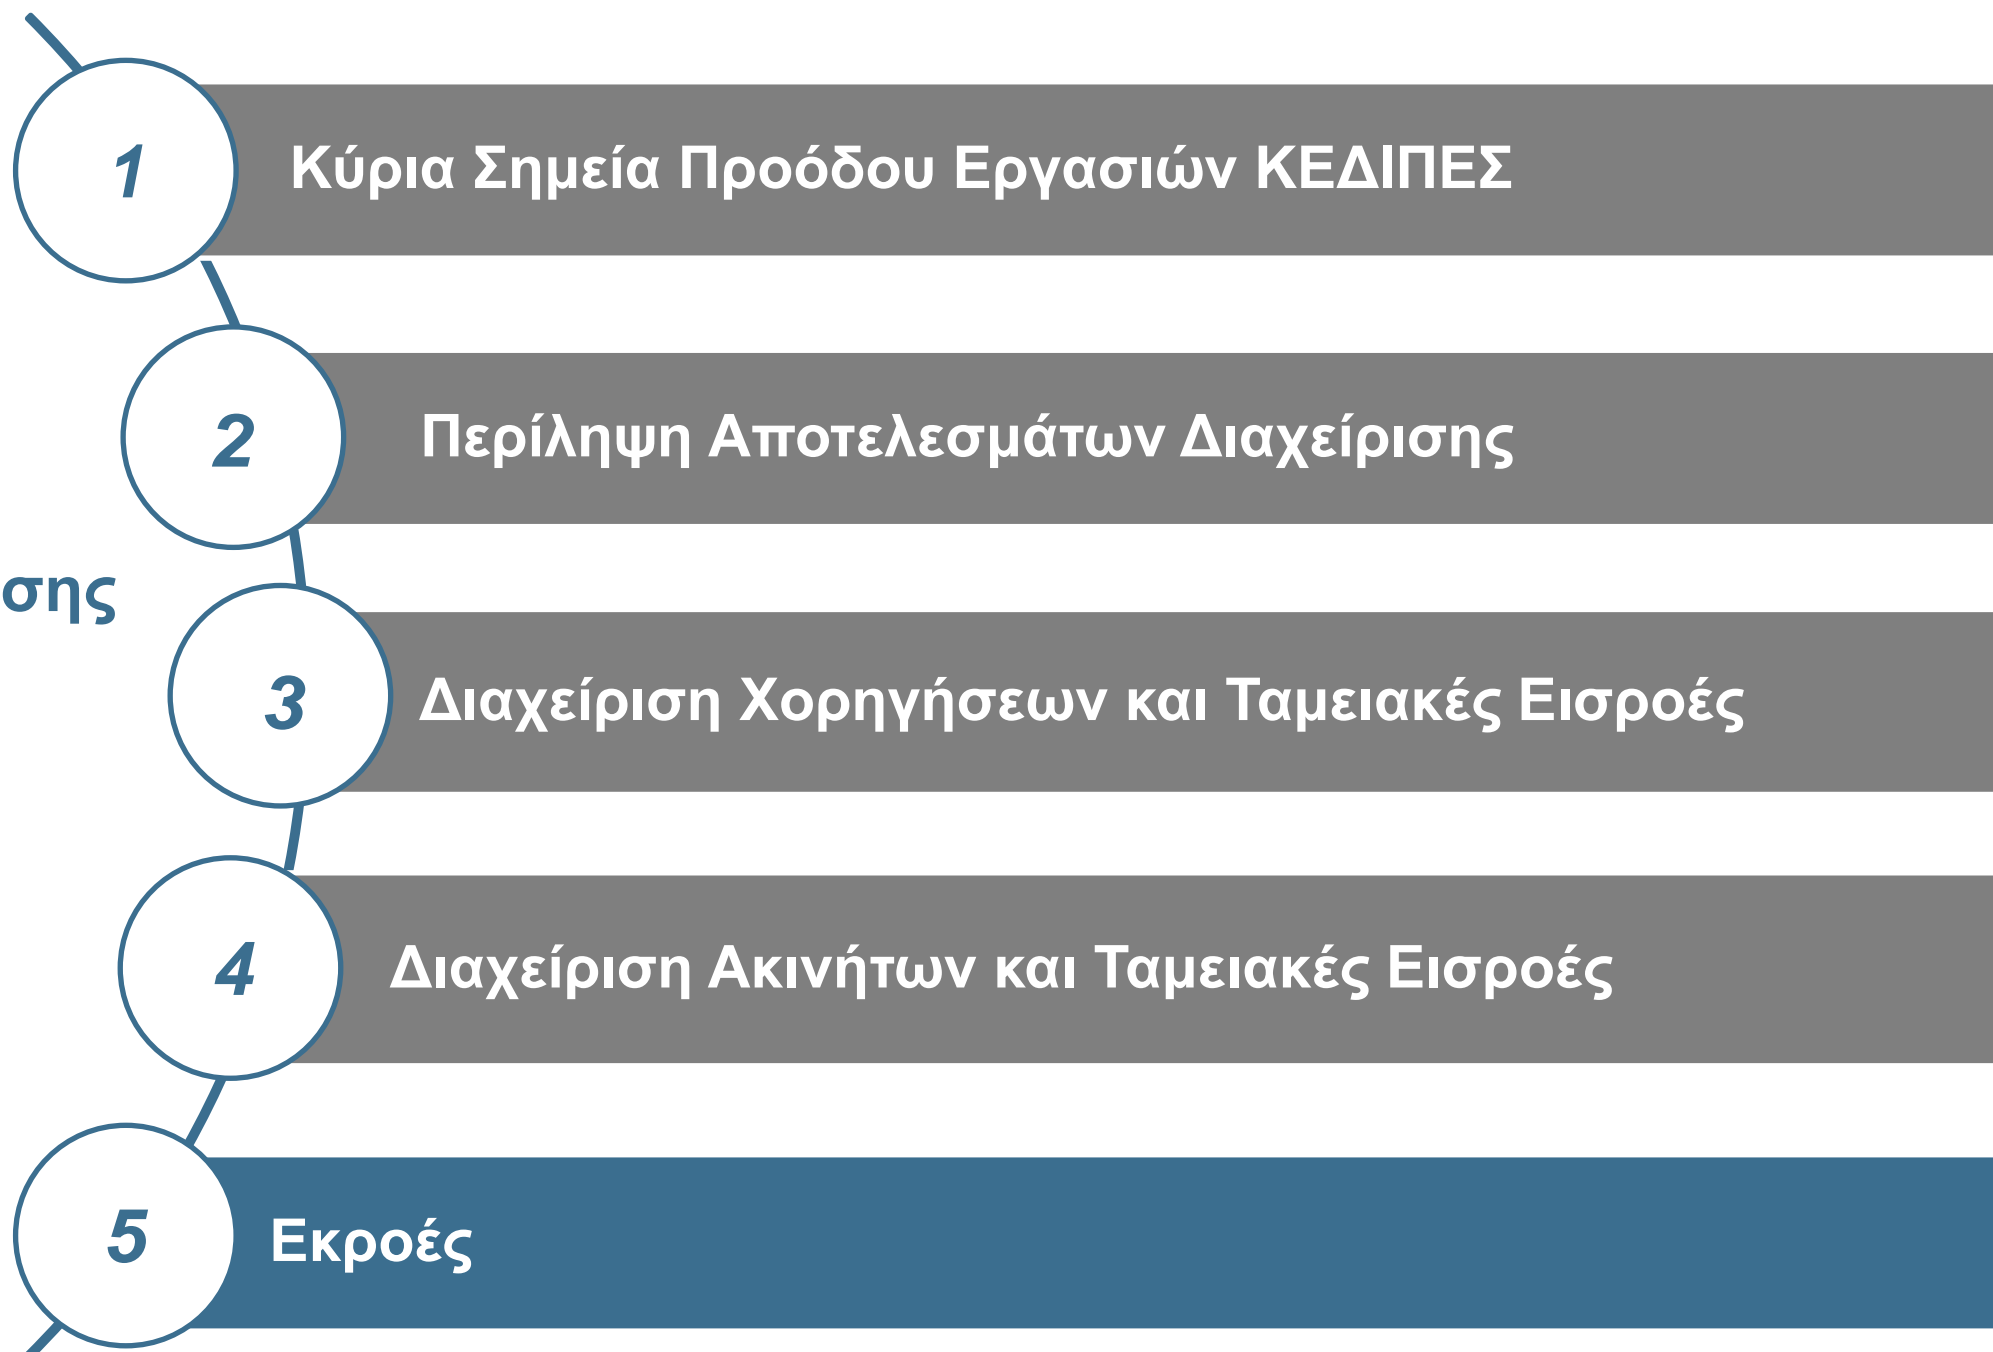 1
Κύρια Σημεία Προόδου Εργασιών ΚΕΔΙΠΕΣ
2
Περίληψη Αποτελεσμάτων Διαχείρισης
σης
3
Διαχείριση Χορηγήσεων και Ταμειακές Εισροές
4
Διαχείριση Ακινήτων και Ταμειακές Εισροές
5
Εκροές